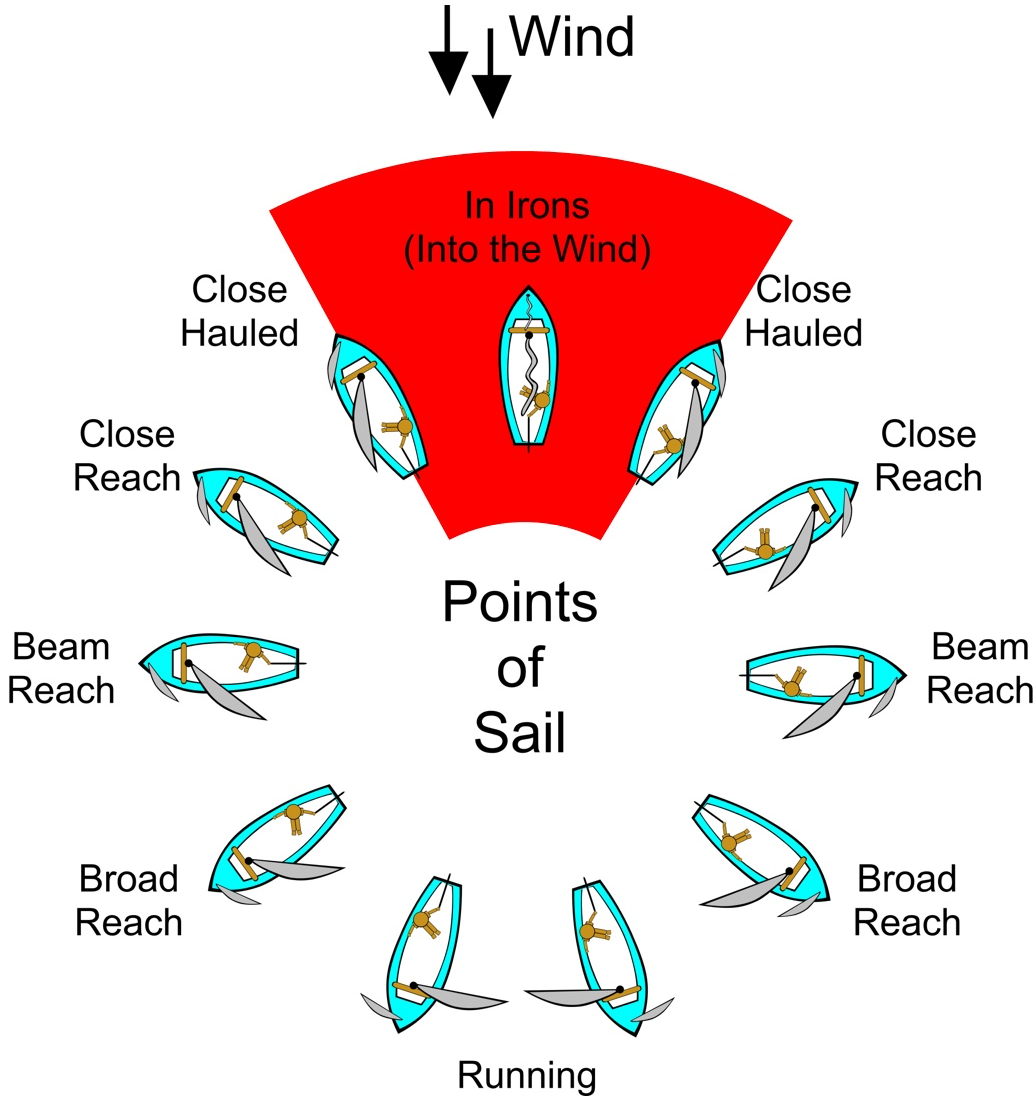 Wind
In Irons
(Into the Wind)
Close
Hauled
Close
Hauled
Close
Reach
Close
Reach
Points
of
Sail
Beam
Reach
Beam
Reach
Broad
Reach
Broad
Reach
Running